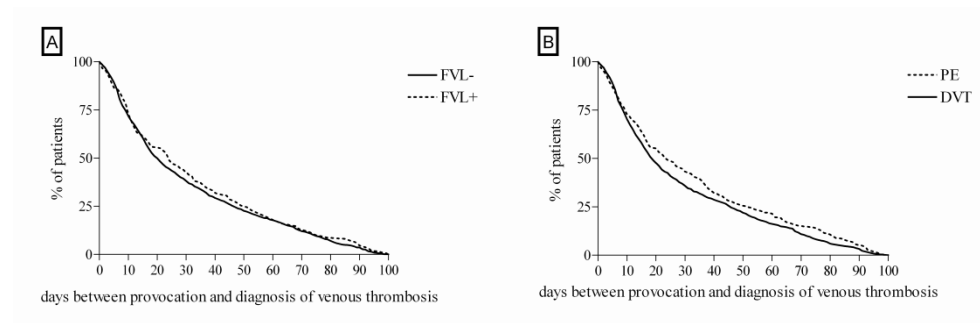 A
100
75
50
25
0
% of patients
0 10 20 30 40 50 60 70 80 90 100
days between provocation and diagnosis of venous thrombosis
FVL-
FVL+
B
100
75
50
25
0
% of patients
0 10 20 30 40 50 60 70 80 90 100
days between provocation and diagnosis of venous thrombosis
PE
DVT